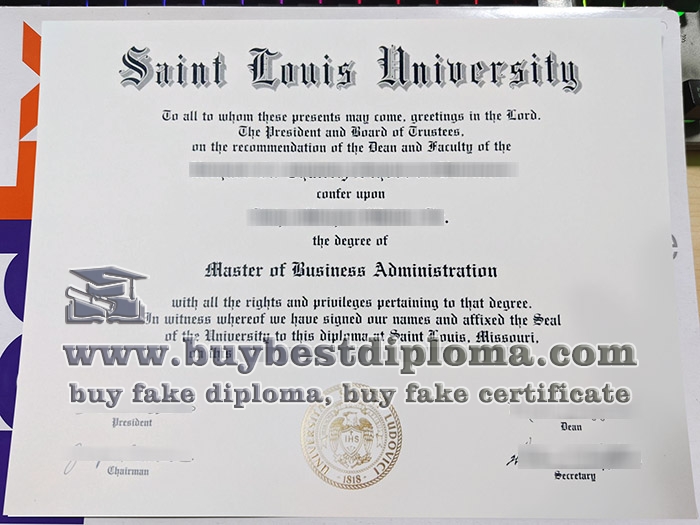 Saint Louis University
To all to whom these presents may come, greetings in the Lord.
The President and Board of Trustees,
on the recommendation of the Dean and Faculty of the
confer upon
the degree of
Master of Business Administration
with all the rights and privileges pertaining to that degree.
In witness whereof we have signed our names and affixed the Seal
of the University to this diploma at Saint Louis, Missouri,
on this
www.buybestdiploma.com
buy fake diploma, buy fake certificate
President
Dean
LUDOVICI
IHS
1818
Chairman
Secretary